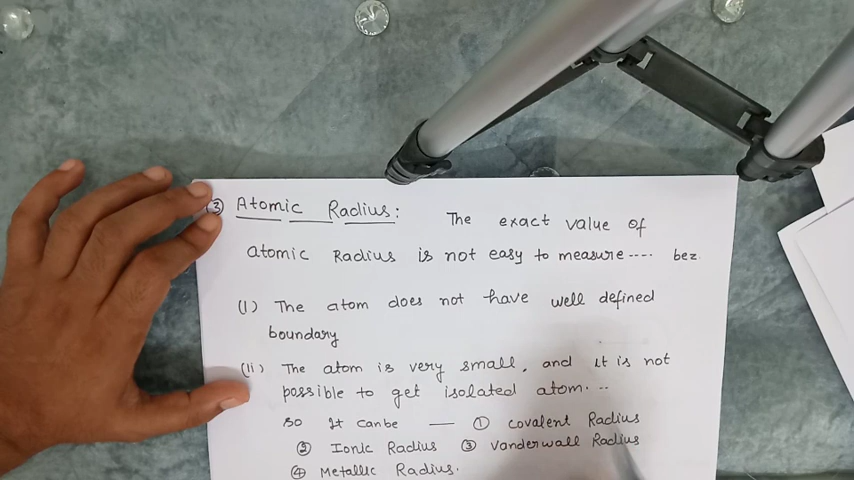 ③ Atomic Radius: The exact value of
atomic Radius is not easy to measure---- bez.
(I) The atom does not have well defined
boundary
(ii) The atom is very small, and it is not
possible to get isolated atom...
so It canbe — ① covalent Radius
② Ionic Radius ③ Vanderwall Radius
④ Metallic Radius.